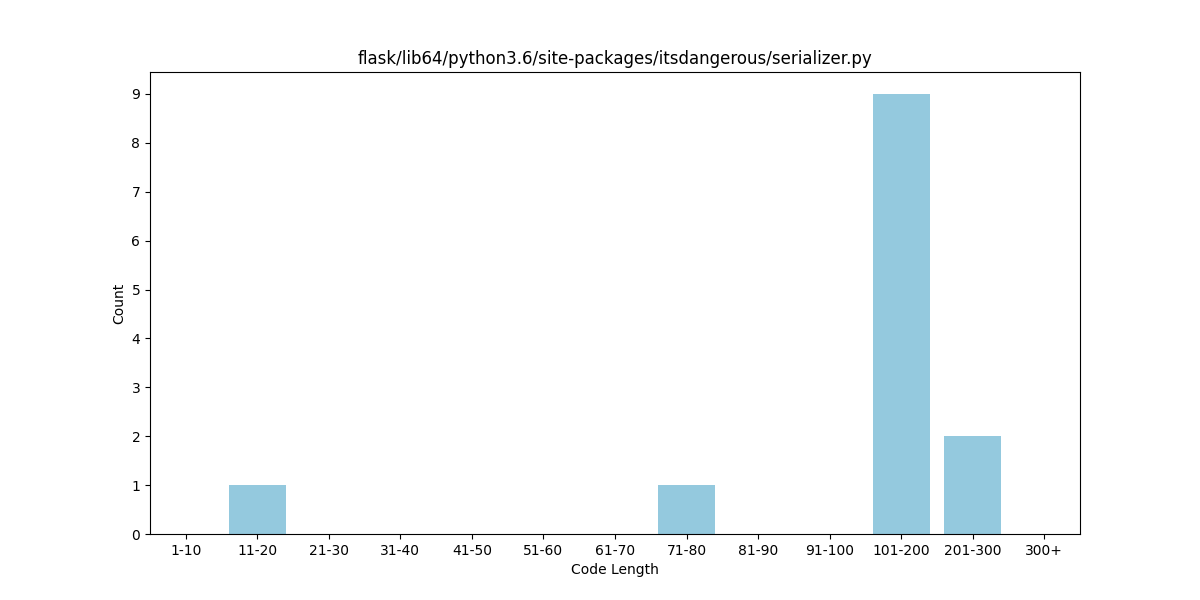 flask/lib64/python3.6/site-packages/itsdangerous/serializer.py
Count
9
8
7
6
5
4
3
2
1
0
1-10 11-20 21-30 31-40 41-50 51-60 61-70 71-80 81-90 91-100 101-200 201-300 300+
Code Length